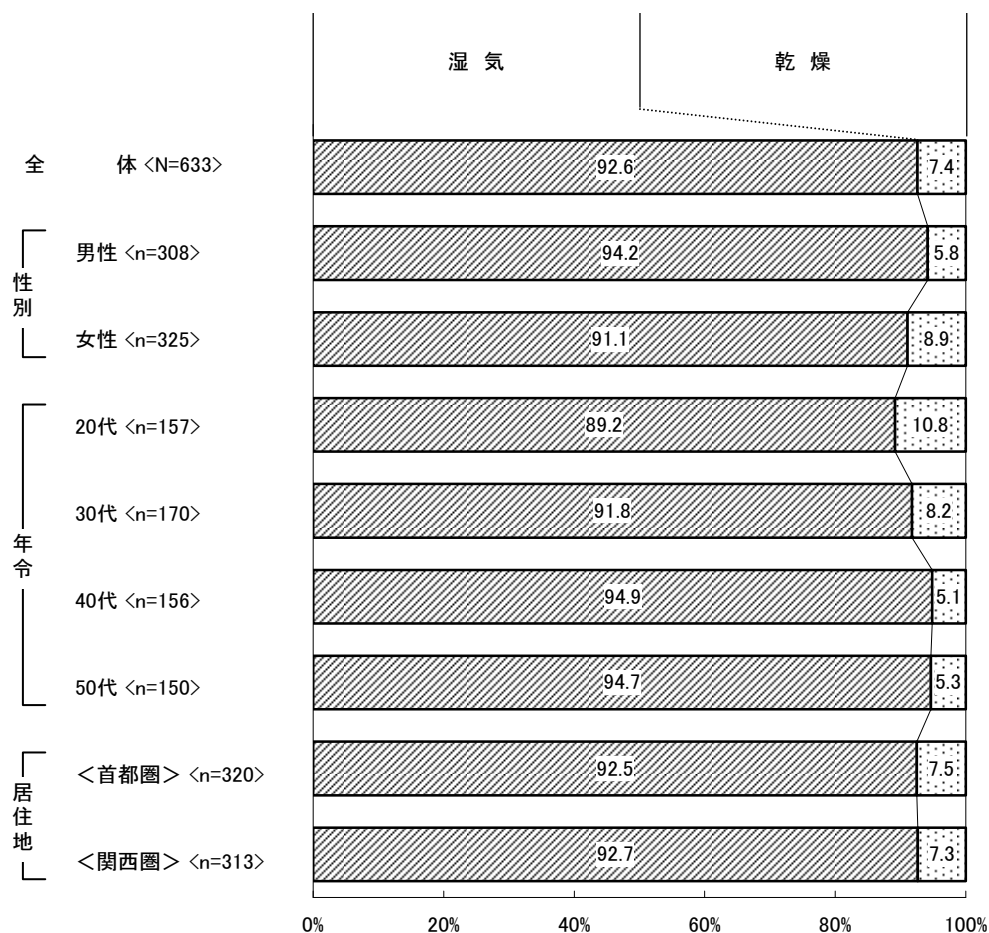 湿 気 乾 燥
全 体 <N=633> 92.6 7.4
性別
男性 <n=308> 94.2 5.8
女性 <n=325> 91.1 8.9
年令
20代 <n=157> 89.2 10.8
30代 <n=170> 91.8 8.2
40代 <n=156> 94.9 5.1
50代 <n=150> 94.7 5.3
居住地
＜首都圏＞ <n=320> 92.5 7.5
＜関西圏＞ <n=313> 92.7 7.3
0% 20% 40% 60% 80% 100%